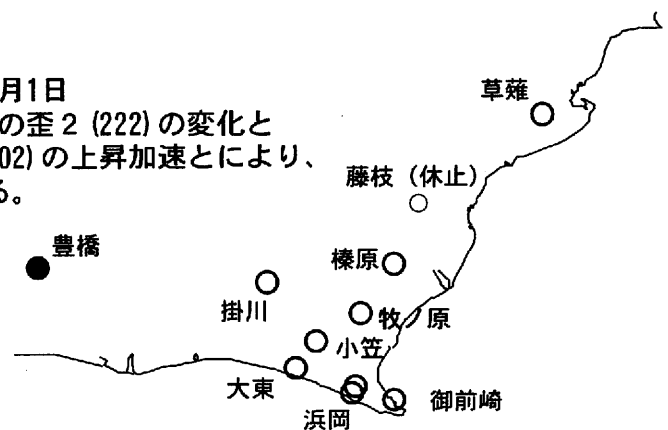 月1日
の歪2(222)の変化と
02)の上昇加速とにより、
る。
草薙
藤枝(休止)
豊橋
榛原
掛川
牧ノ原
小笠
大東
御前崎
浜岡